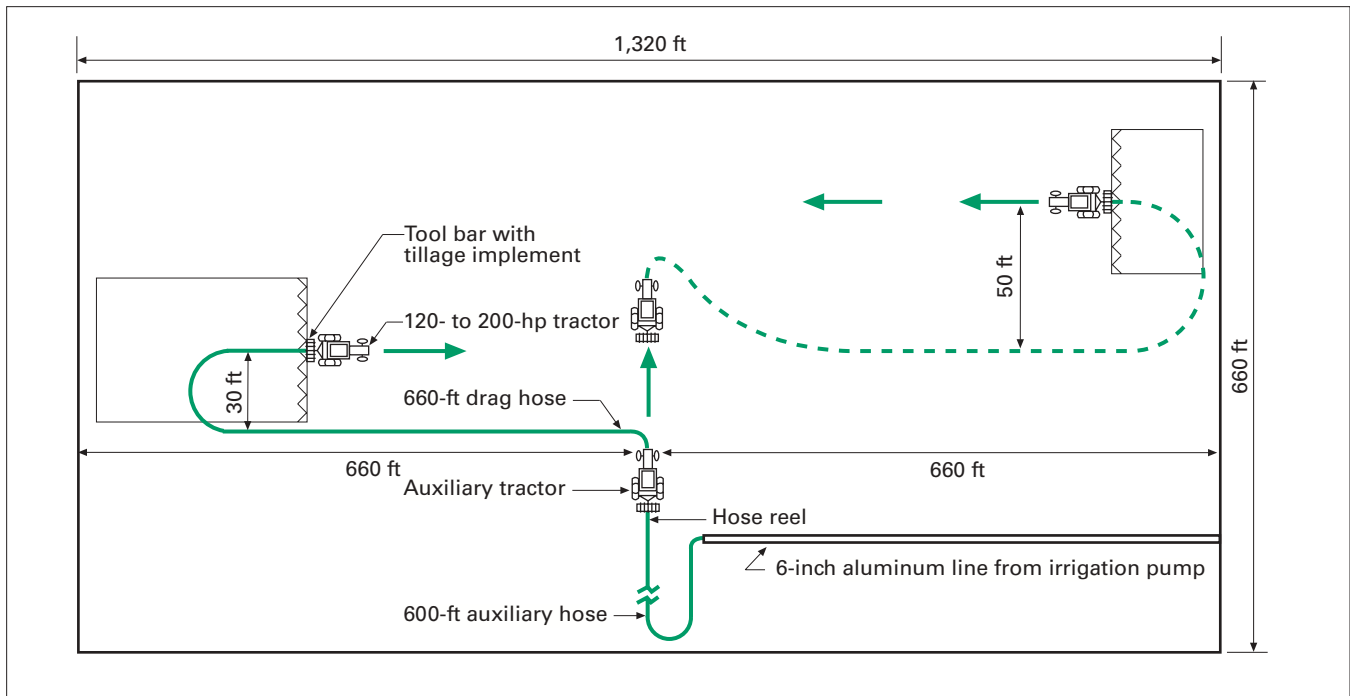 1,320 ft
Tool bar with
tillage implement
50 ft
120- to 200-hp tractor
30 ft
660-ft drag hose
660 ft
660 ft
660 ft
Auxiliary tractor
Hose reel
6-inch aluminum line from irrigation pump
600-ft auxiliary hose